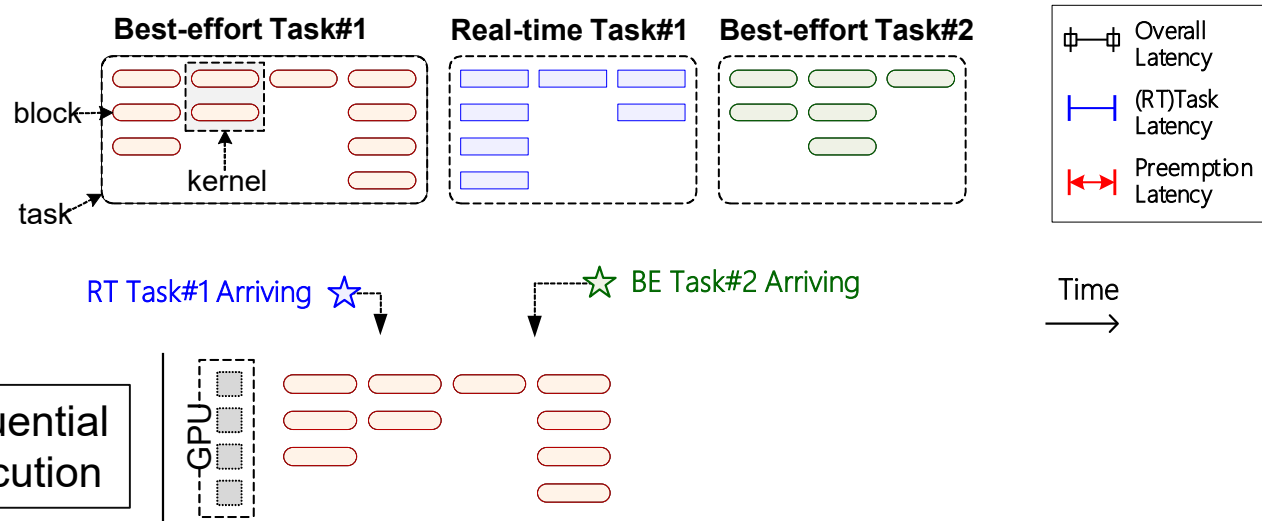 Best-effort Task#1
Real-time Task#1
Best-effort Task#2
block
kernel
task
Overall
Latency
(RT)Task
Latency
Preemption
Latency
RT Task#1 Arriving
BE Task#2 Arriving
Time
GPU
uential
cution